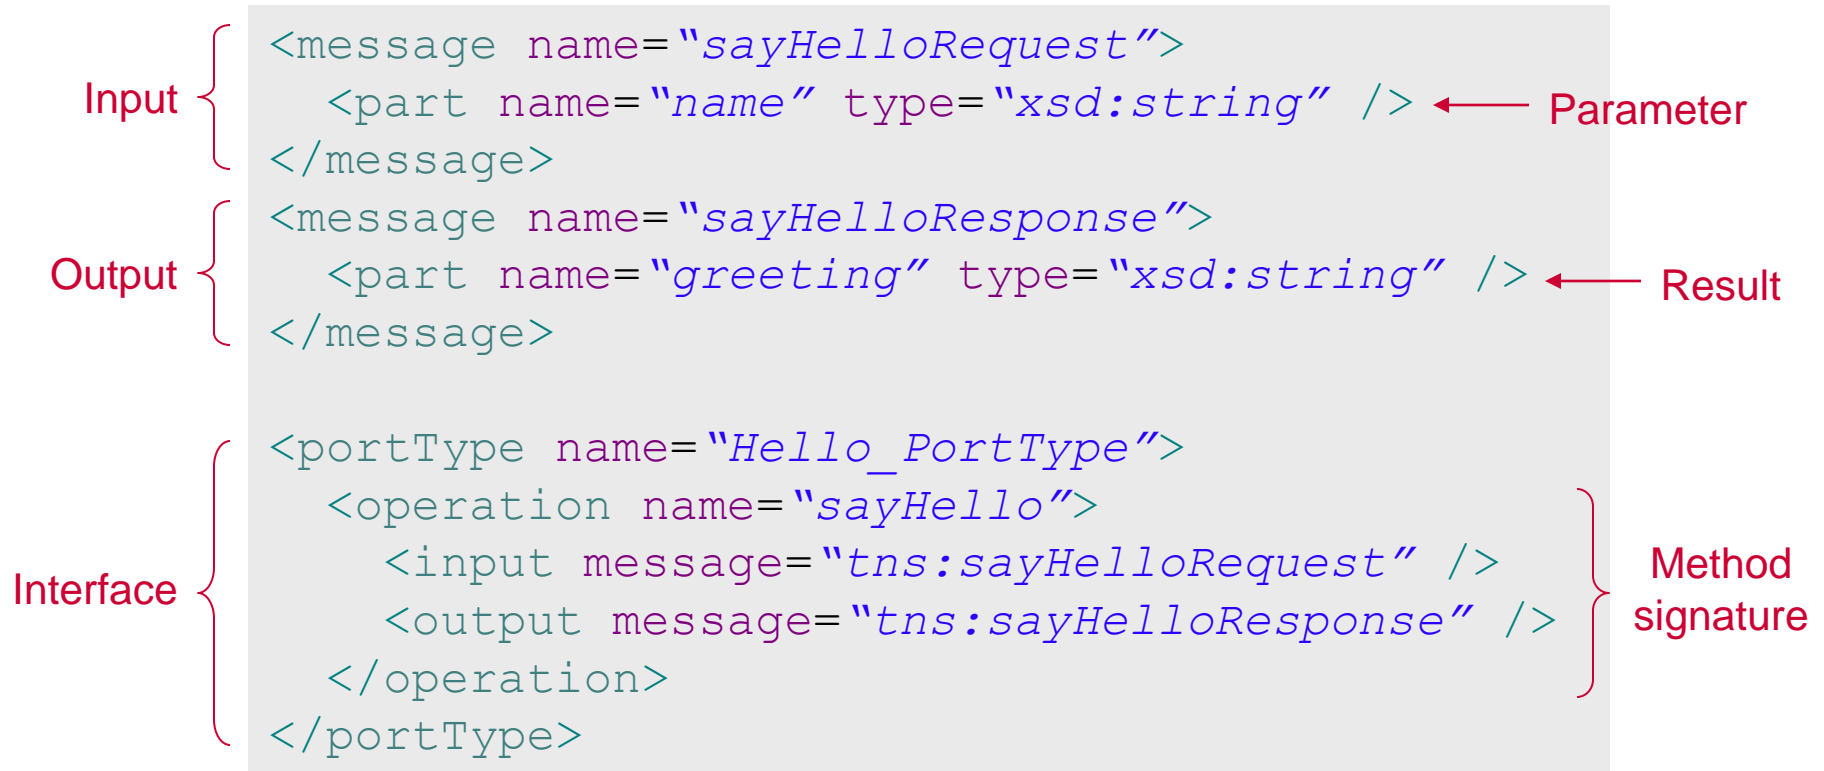 Input
<message name=“sayHelloRequest”>
<part name=“name” type=“xsd:string” />
</message>
Parameter
Output
<message name=“sayHelloResponse”>
<part name=“greeting” type=“xsd:string” />
</message>
Result
Interface
<portType name=“Hello_PortType”>
<operation name=“sayHello”>
<input message=“tns:sayHelloRequest” />
<output message=“tns:sayHelloResponse” />
</operation>
</portType>
Method
signature